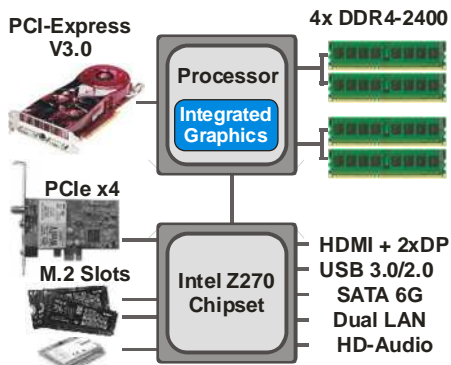 PCI-Express
V3.0
4x DDR4-2400
Processor
Integrated
Graphics
PCIe x4
M.2 Slots
Intel Z270
Chipset
HDMI + 2xDP
USB 3.0/2.0
SATA 6G
Dual LAN
HD-Audio